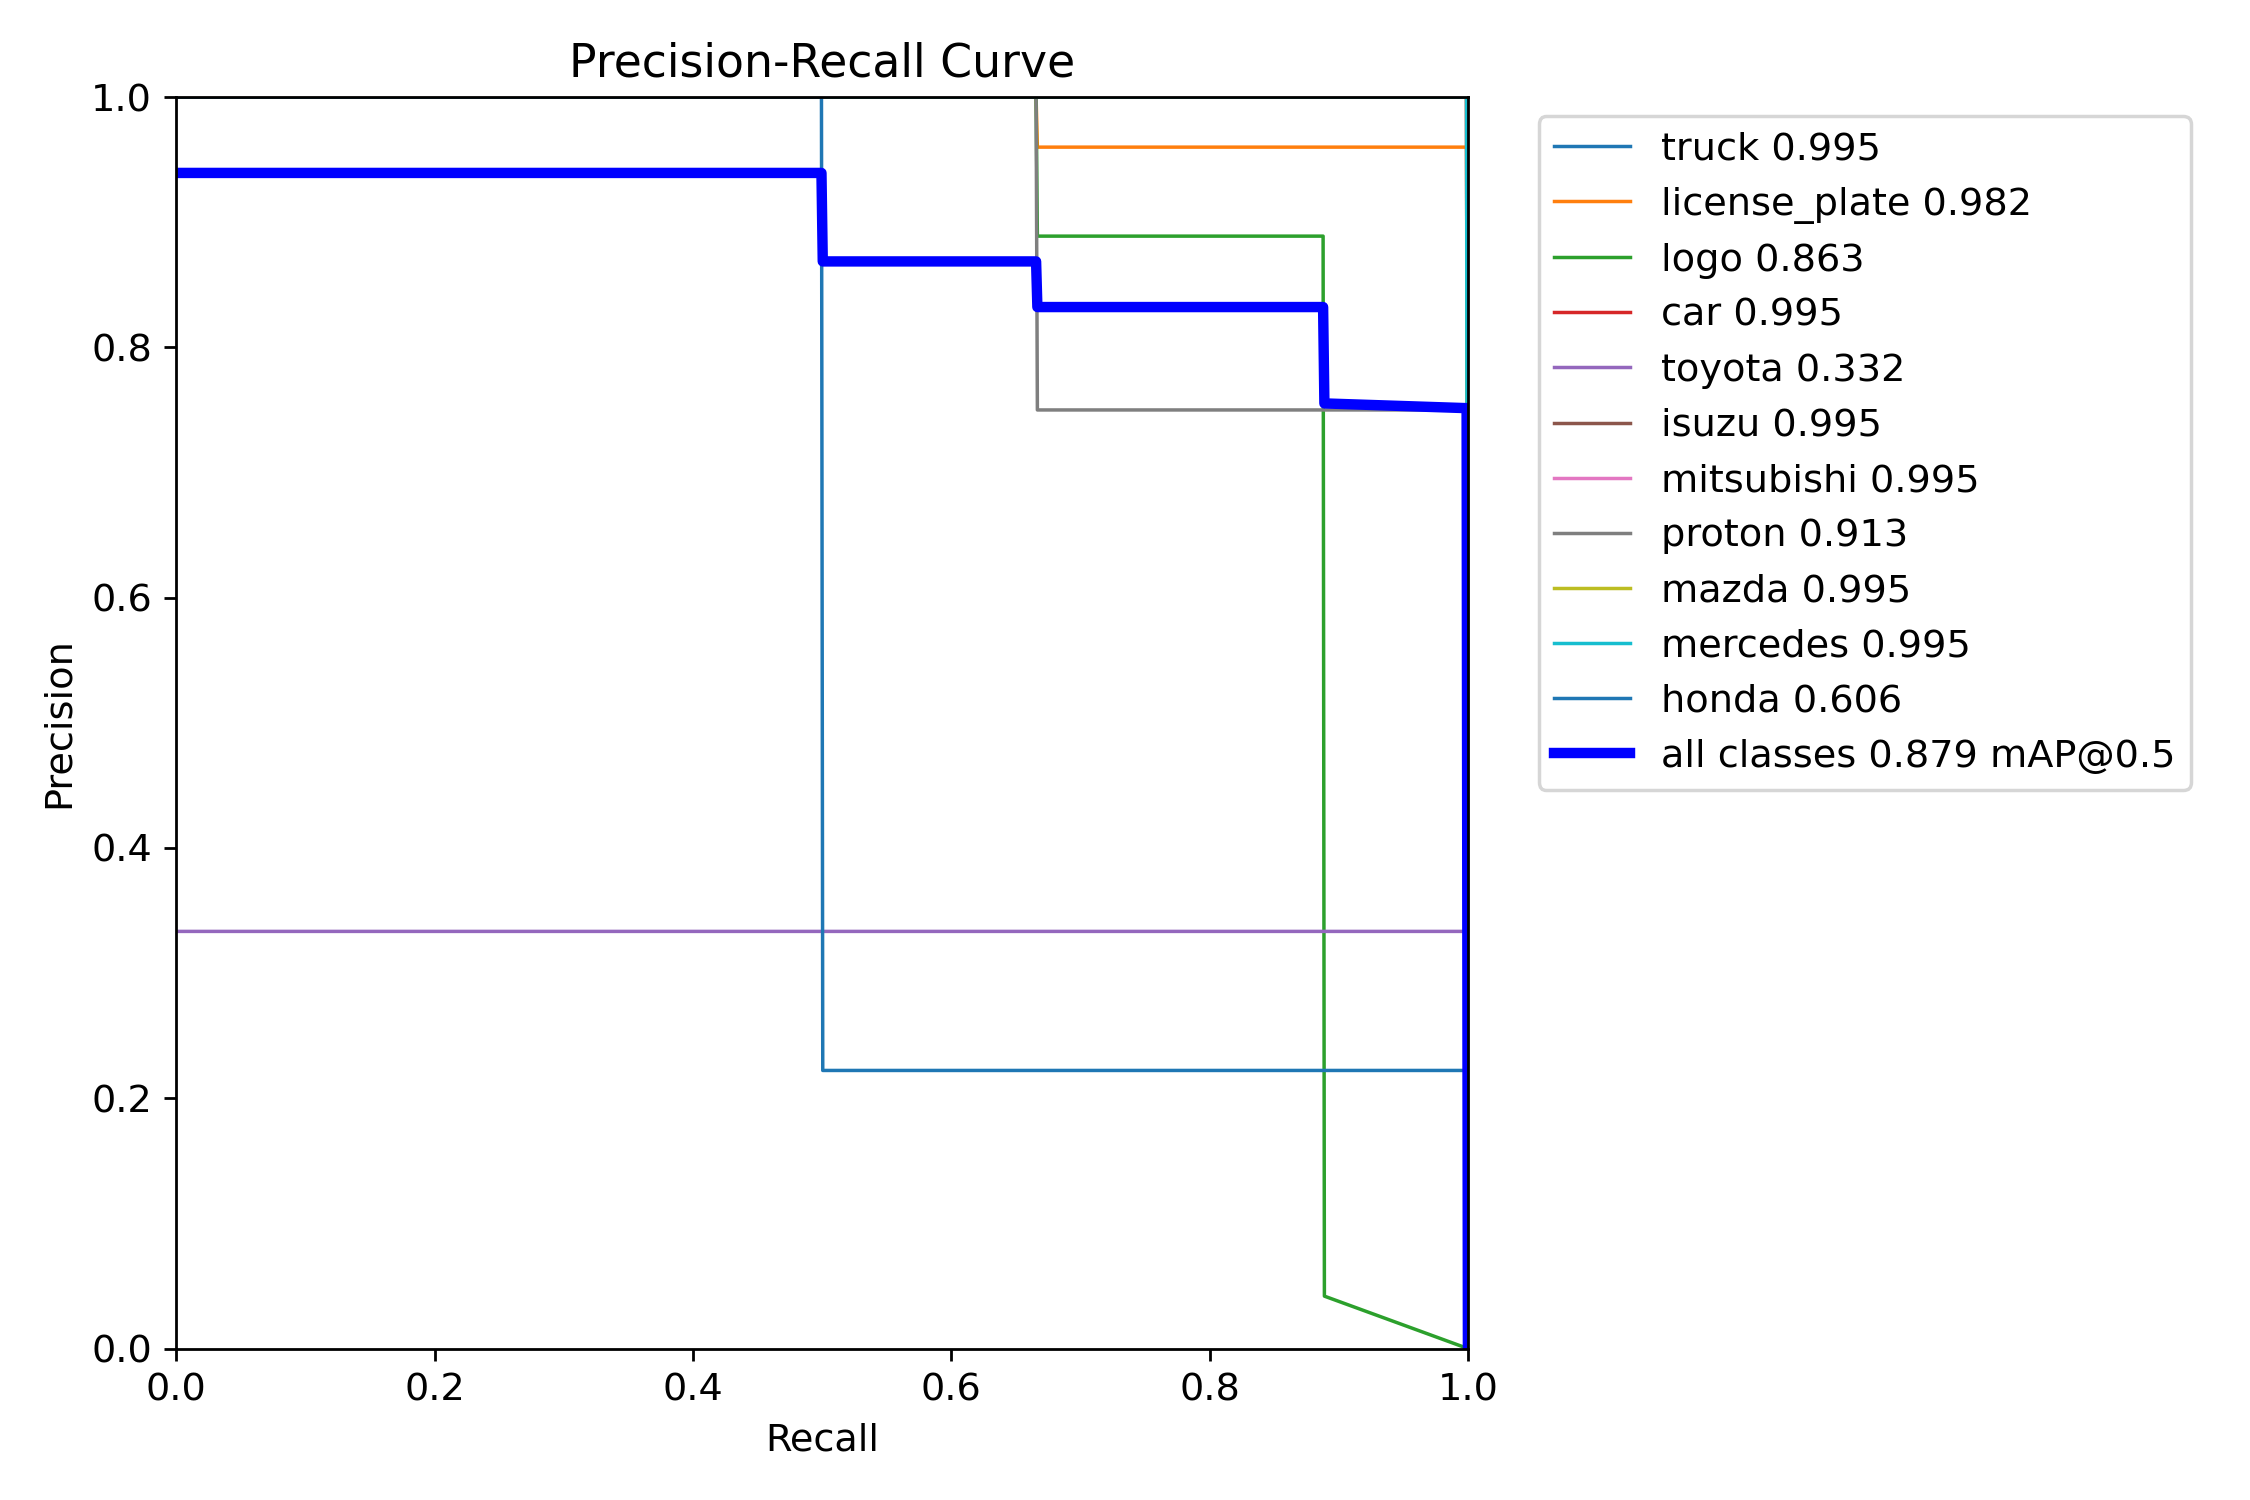 Precision-Recall Curve
1.0
0.8
0.6
0.4
0.2
0.0
Precision
0.0 0.2 0.4 0.6 0.8 1.0
Recall
truck 0.995
license_plate 0.982
logo 0.863
car 0.995
toyota 0.332
isuzu 0.995
mitsubishi 0.995
proton 0.913
mazda 0.995
mercedes 0.995
honda 0.606
all classes 0.879 mAP@0.5